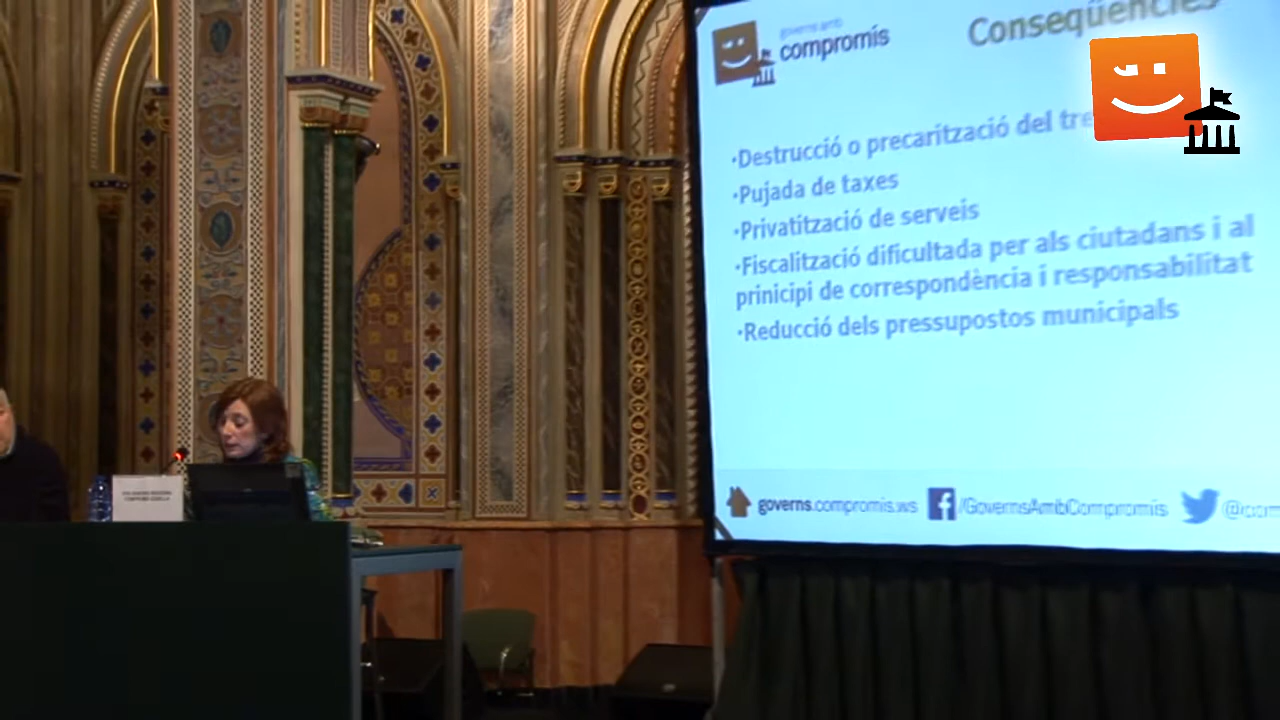 governs amb
compromís
Conseqüències
·Destrucció o precarització del tre
·Pujada de taxes
·Privatització de serveis
·Fiscalització dificultada per als ciutadans i al
prinicipi de correspondència i responsabilitat
·Reducció dels pressupostos municipals
governs.compromis.ws
/GovernsAmbCompromis